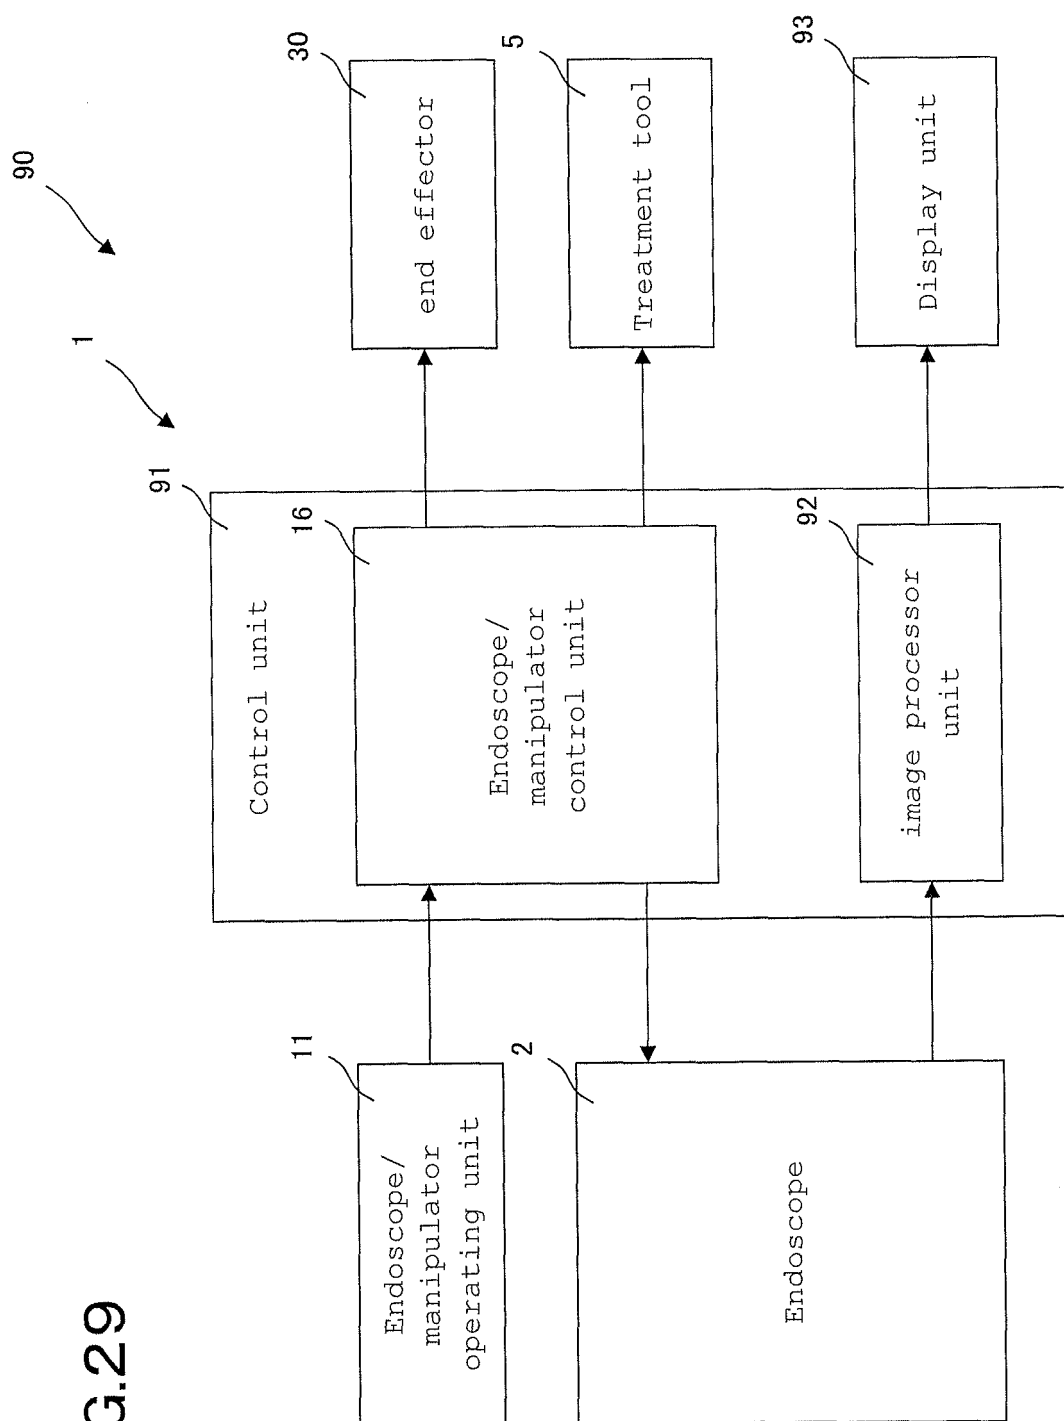 G.29
90
1
91
Control unit
11
Endoscope/
manipulator
operating unit
16
Endoscope/
manipulator
control unit
30
end effector
5
Treatment tool
2
Endoscope
92
image processor
unit
93
Display unit